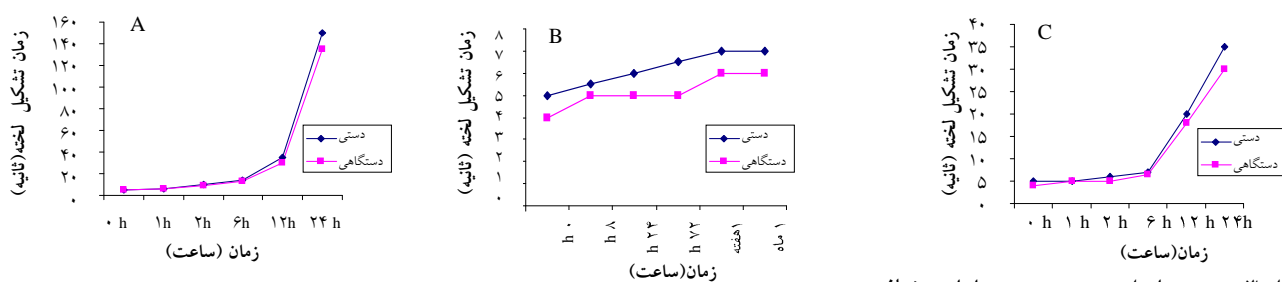 A
زمان تشکیل لخته(ثانیه)
۱۶۰
۱۴۰
۱۲۰
۱۰۰
۸۰
۶۰
۴۰
۲۰
۰
۰ h
۱h
۲h
۶h
۱۲h
۲۴ h
زمان (ساعت)
دستی
دستگاهی
B
زمان تشکیل لخته (ثانیه)
۸
۷
۶
۵
۴
۳
۲
۱
۰
h ۰
h ۸
h ۲۴
h ۷۲
۱هفته
۱ ماه
زمان(ساعت)
دستی
دستگاهی
C
زمان تشکیل لخته (ثانیه)
۴۰
۳۵
۳۰
۲۵
۲۰
۱۵
۱۰
۵
۰
۰ h
۱ h
۲ h
۶ h
۱۲ h
۲۴h
زمان(ساعت)
دستی
دستگاهی